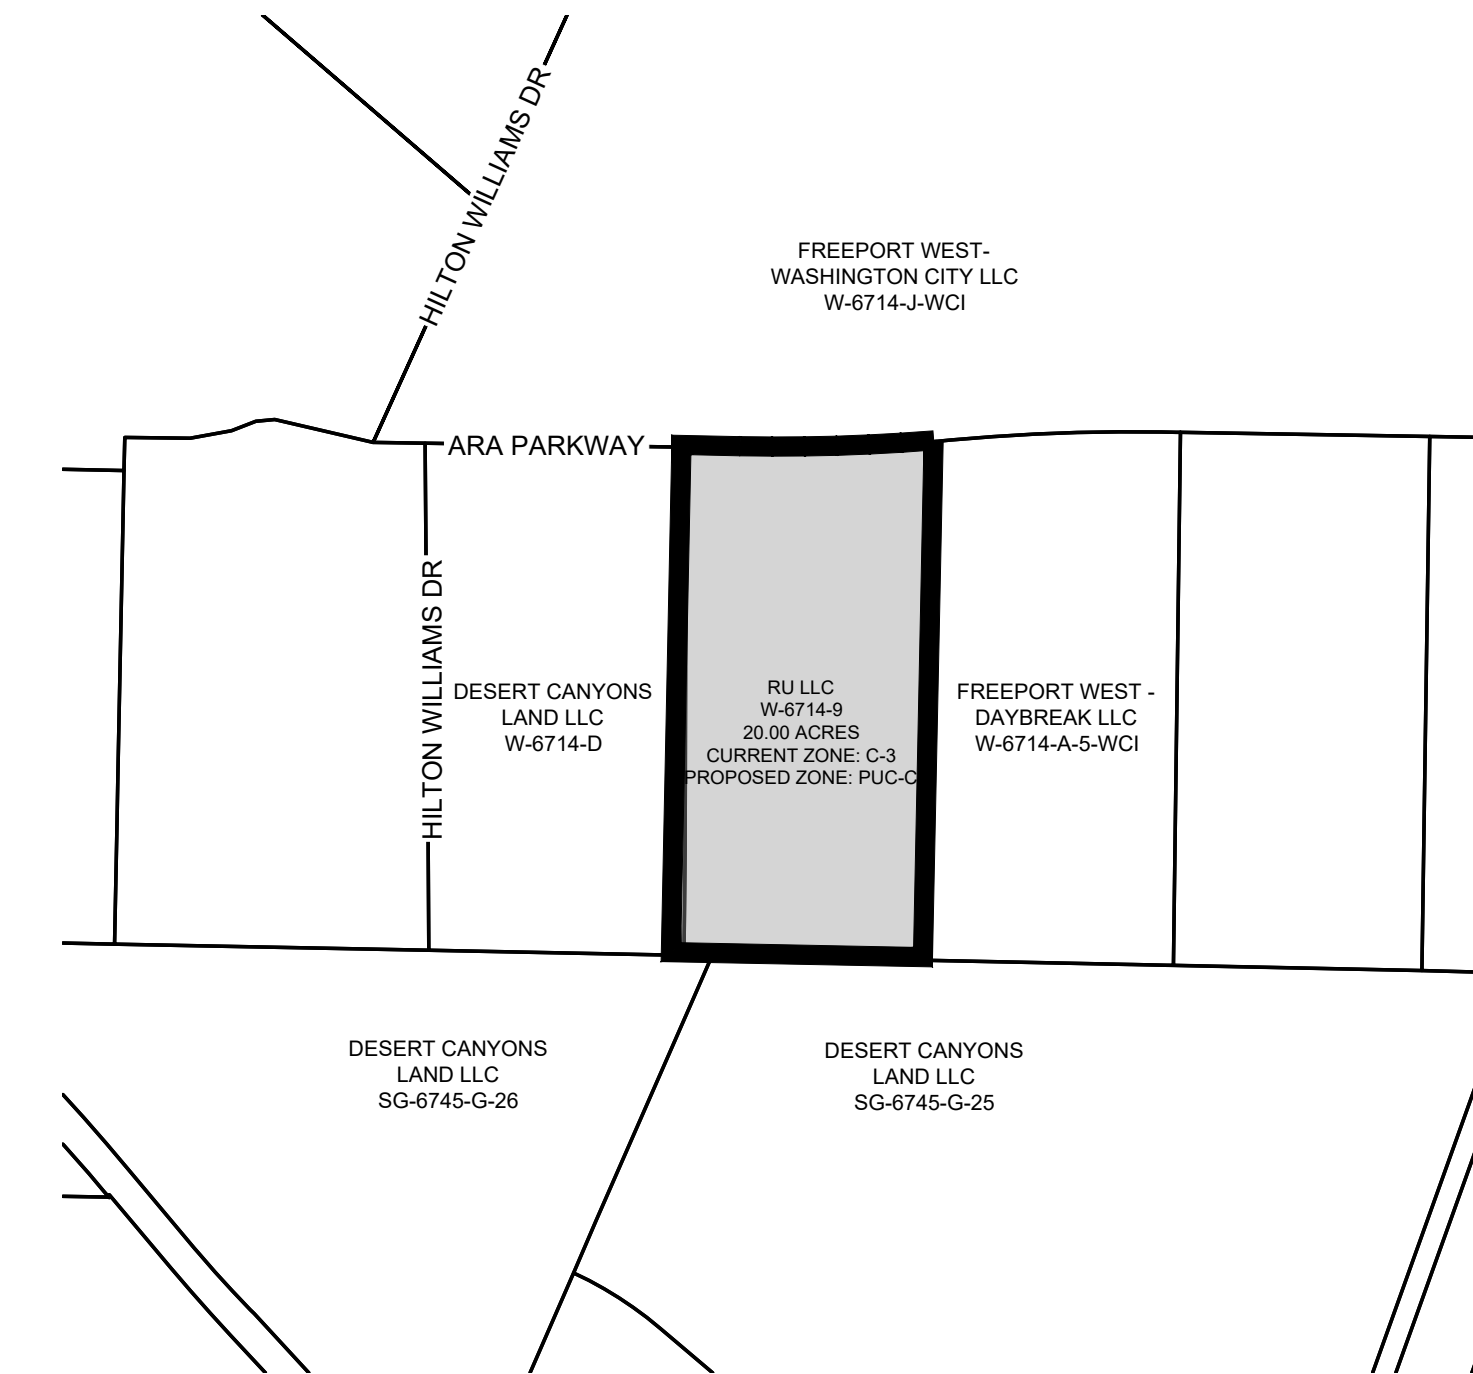 HILTON WILLIAMS DR
FREEPORT WEST-
WASHINGTON CITY LLC
W-6714-J-WCI
ARA PARKWAY
HILTON WILLIAMS DR
DESERT CANYONS
LAND LLC
W-6714-D
RU LLC
W-6714-9
20.00 ACRES
CURRENT ZONE: C-3
PROPOSED ZONE: PUC-C
FREEPORT WEST -
DAYBREAK LLC
W-6714-A-5-WCI
DESERT CANYONS
LAND LLC
SG-6745-G-26
DESERT CANYONS
LAND LLC
SG-6745-G-25